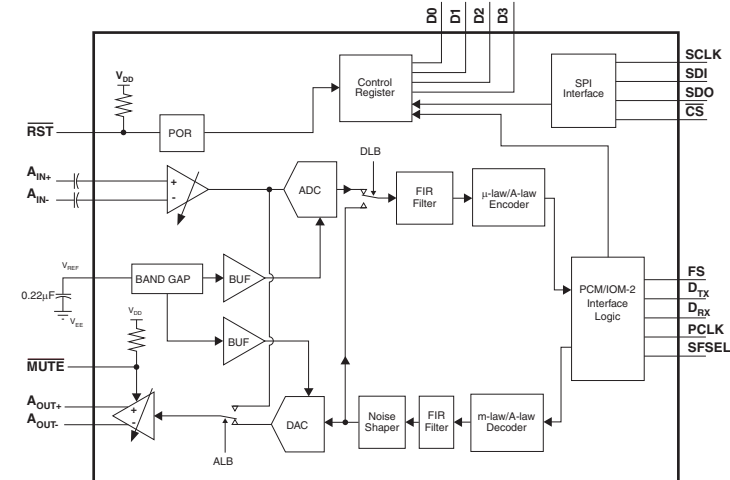 D0 D1 D2 D3
SCLK
SDI
SDO
CS
SPI
Interface
Control
Register
VDD
RST
POR
AIN+
AIN-
+
-
ADC
DLB
FIR
Filter
μ-law/A-law
Encoder
VREF
0.22μF
VEE
BAND GAP
BUF
VDD
BUF
PCM/IOM-2
Interface
Logic
FS
DTX
DRX
PCLK
SFSEL
MUTE
AOUT+
AOUT-
+
-
ALB
DAC
Noise
Shaper
FIR
Filter
m-law/A-law
Decoder